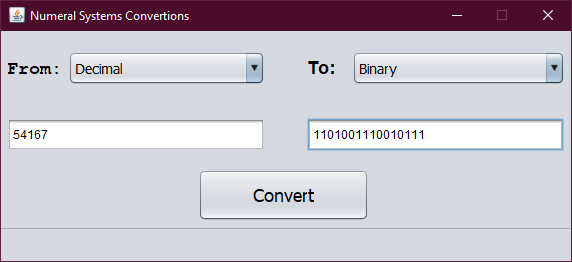 Numeral Systems Convertions
From: Decimal To: Binary
54167 1101001110010111
Convert